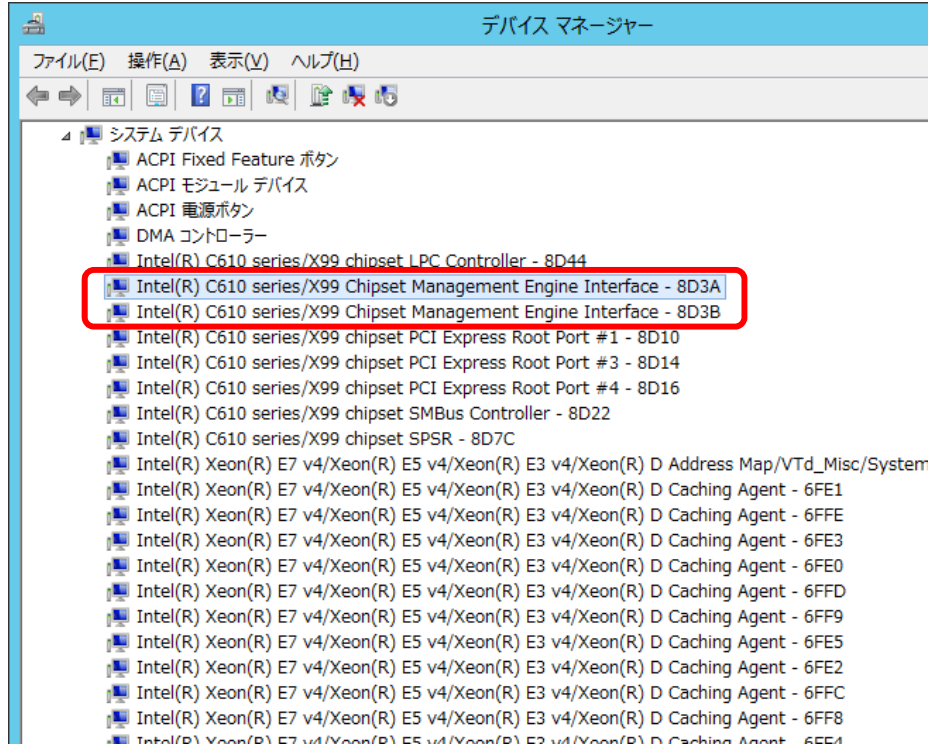 デバイス マネージャー
ファイル(F) 操作(A) 表示(V) ヘルプ(H)
システム デバイス
ACPI Fixed Feature ボタン
ACPI モジュール デバイス
ACPI 電源ボタン
DMA コントローラー
Intel(R) C610 series/X99 chipset LPC Controller - 8D44
Intel(R) C610 series/X99 Chipset Management Engine Interface - 8D3A
Intel(R) C610 series/X99 Chipset Management Engine Interface - 8D3B
Intel(R) C610 series/X99 chipset PCI Express Root Port #1 - 8D10
Intel(R) C610 series/X99 chipset PCI Express Root Port #3 - 8D14
Intel(R) C610 series/X99 chipset PCI Express Root Port #4 - 8D16
Intel(R) C610 series/X99 chipset SMBus Controller - 8D22
Intel(R) C610 series/X99 chipset SPSR - 8D7C
Intel(R) Xeon(R) E7 v4/Xeon(R) E5 v4/Xeon(R) E3 v4/Xeon(R) D Address Map/VTd_Misc/System
Intel(R) Xeon(R) E7 v4/Xeon(R) E5 v4/Xeon(R) E3 v4/Xeon(R) D Caching Agent - 6FE1
Intel(R) Xeon(R) E7 v4/Xeon(R) E5 v4/Xeon(R) E3 v4/Xeon(R) D Caching Agent - 6FFE
Intel(R) Xeon(R) E7 v4/Xeon(R) E5 v4/Xeon(R) E3 v4/Xeon(R) D Caching Agent - 6FE3
Intel(R) Xeon(R) E7 v4/Xeon(R) E5 v4/Xeon(R) E3 v4/Xeon(R) D Caching Agent - 6FE0
Intel(R) Xeon(R) E7 v4/Xeon(R) E5 v4/Xeon(R) E3 v4/Xeon(R) D Caching Agent - 6FFD
Intel(R) Xeon(R) E7 v4/Xeon(R) E5 v4/Xeon(R) E3 v4/Xeon(R) D Caching Agent - 6FF9
Intel(R) Xeon(R) E7 v4/Xeon(R) E5 v4/Xeon(R) E3 v4/Xeon(R) D Caching Agent - 6FE5
Intel(R) Xeon(R) E7 v4/Xeon(R) E5 v4/Xeon(R) E3 v4/Xeon(R) D Caching Agent - 6FE2
Intel(R) Xeon(R) E7 v4/Xeon(R) E5 v4/Xeon(R) E3 v4/Xeon(R) D Caching Agent - 6FFC
Intel(R) Xeon(R) E7 v4/Xeon(R) E5 v4/Xeon(R) E3 v4/Xeon(R) D Caching Agent - 6FF8
Intel(R) Xeon(R) E7 v4/Xeon(R) E5 v4/Xeon(R) E3 v4/Xeon(R) D Caching Agent - 6FE4